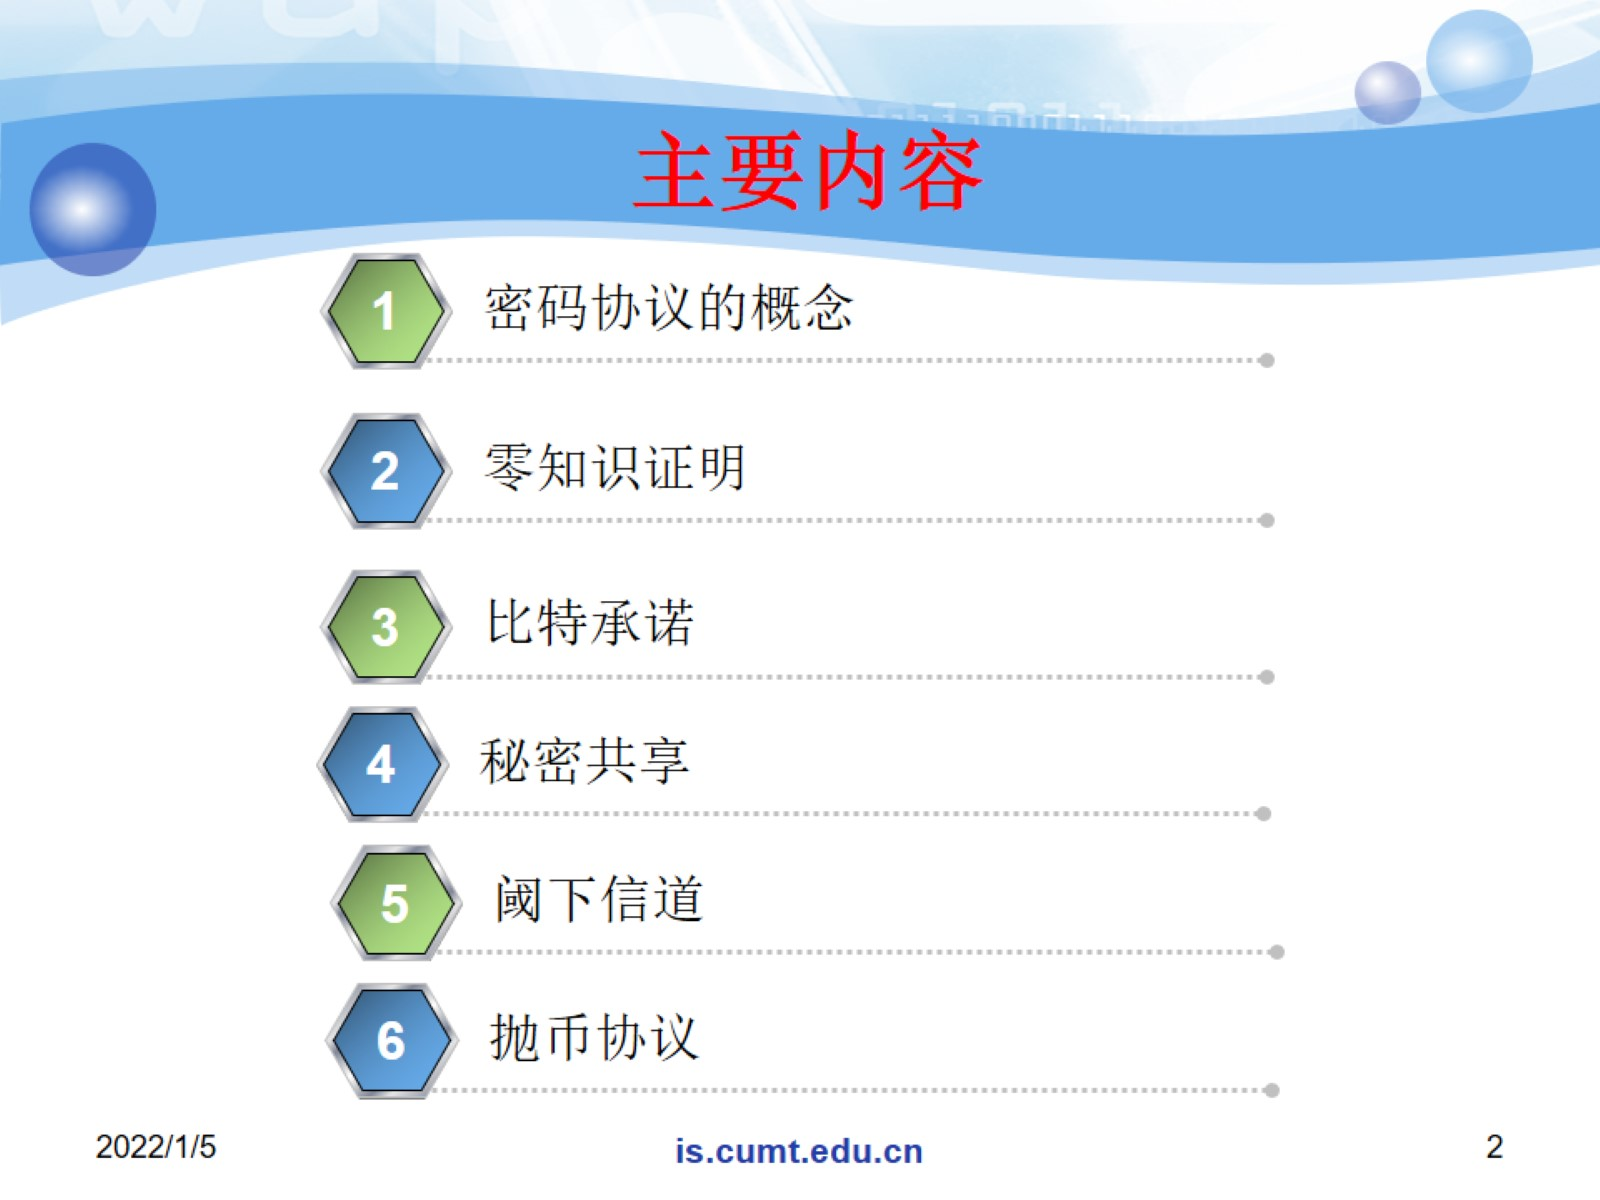 主要内容
1 密码协议的概念
2 零知识证明
3 比特承诺
4 秘密共享
5 阈下信道
6 抛币协议
2022/1/5 is.cumt.edu.cn 2